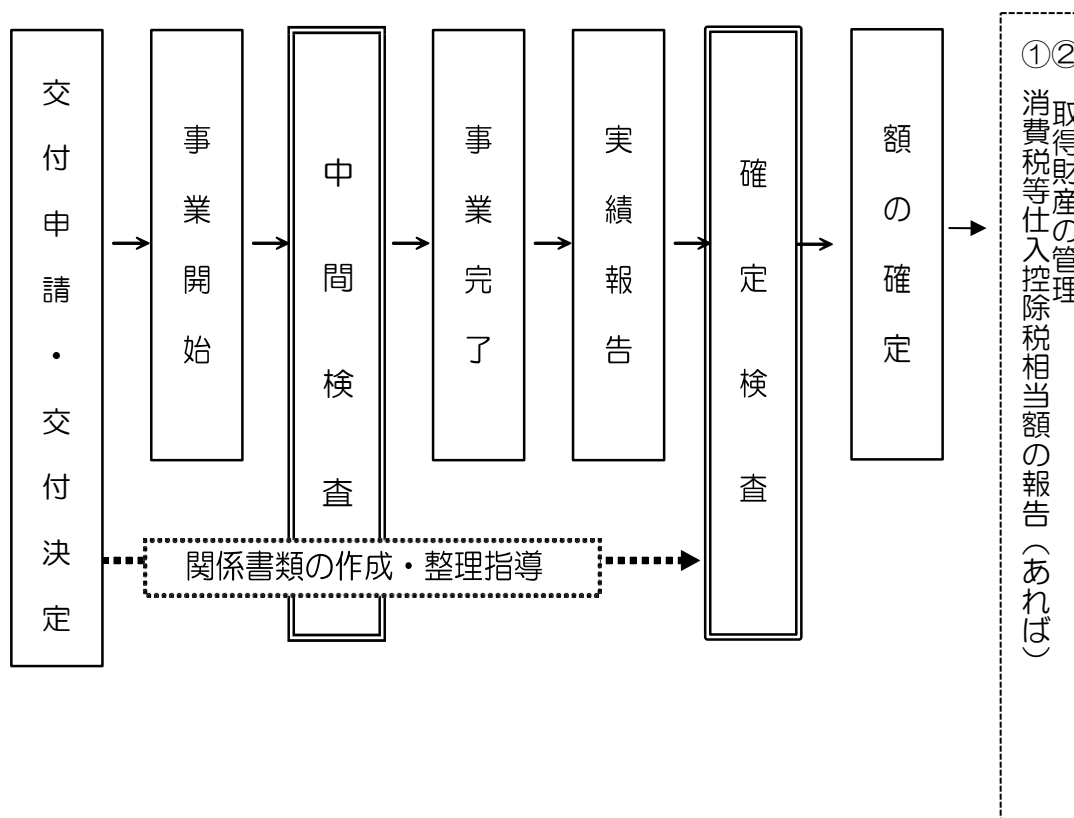 交付申請・交付決定
事業開始
中間検査
事業完了
実績報告
確定検査
額の確定
①消費税等仕入控除税相当額の報告（あれば）
②取得財産の管理
関係書類の作成・整理指導